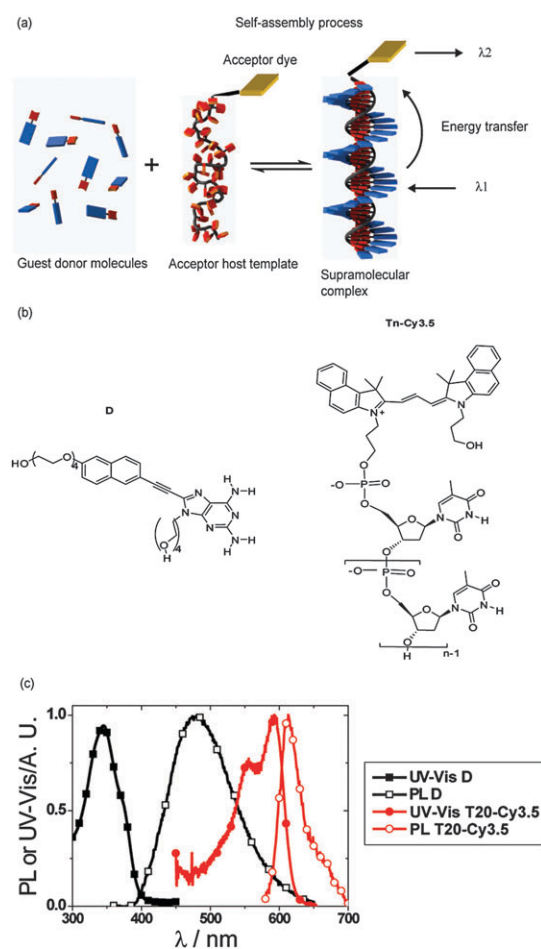 (a)
Self-assembly process
Acceptor dye
λ2
Energy transfer
λ1
+
Guest donor molecules
Acceptor host template
Supramolecular
complex
(b)
Tn-Cy3.5
D
N+
N
OH
O
-O P O
O
O N NH
O
O
-O P O
O
O N NH
O
O
H n-1
HO ( O ) 4
N N N-H
H
N N
4
O
H
H-N-H
(c)
PL or UV-Vis/A. U.
1.0
0.5
0.0
300 400 500 600 700
λ / nm
UV-Vis D
PL D
UV-Vis T20-Cy3.5
PL T20-Cy3.5